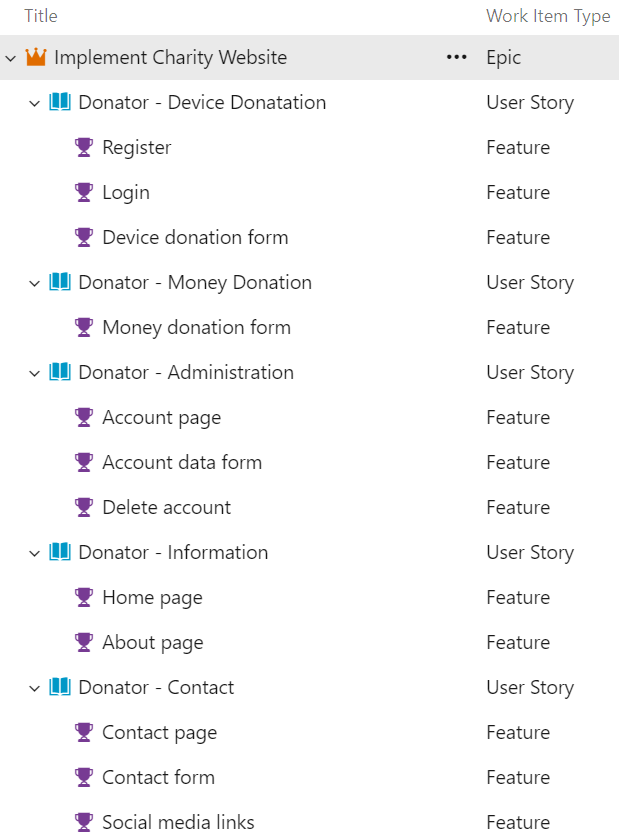 Title Work Item Type
Implement Charity Website ••• Epic
Donator - Device Donatation User Story
Register Feature
Login Feature
Device donation form Feature
Donator - Money Donation User Story
Money donation form Feature
Donator - Administration User Story
Account page Feature
Account data form Feature
Delete account Feature
Donator - Information User Story
Home page Feature
About page Feature
Donator - Contact User Story
Contact page Feature
Contact form Feature
Social media links Feature